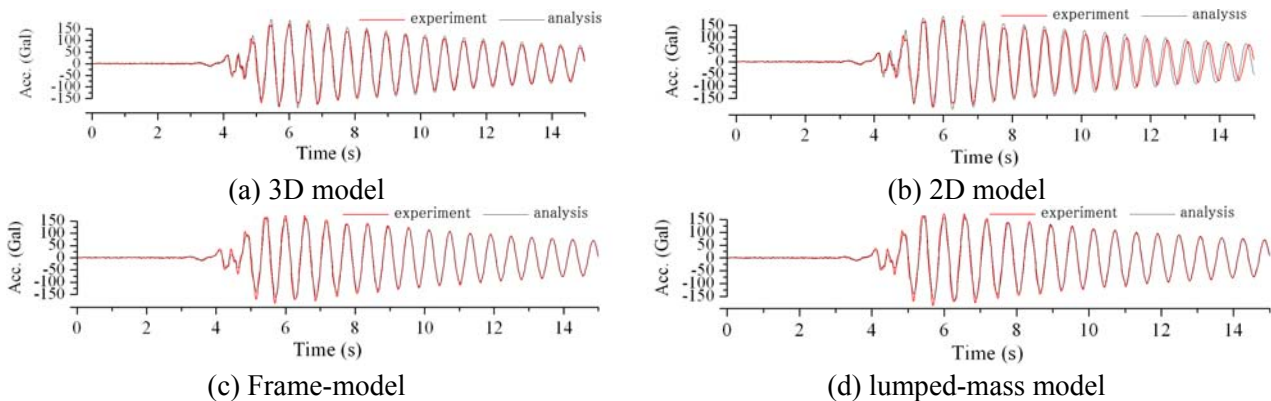 experiment analysis
Acc. (Gal)
150
100
50
0
-50
-100
-150
0 2 4 6 8 10 12 14
Time (s)
(a) 3D model
experiment analysis
Acc. (Gal)
150
100
50
0
-50
-100
-150
0 2 4 6 8 10 12 14
Time (s)
(b) 2D model
experiment analysis
Acc. (Gal)
150
100
50
0
-50
-100
-150
0 2 4 6 8 10 12 14
Time (s)
(c) Frame-model
experiment analysis
Acc. (Gal)
150
100
50
0
-50
-100
-150
0 2 4 6 8 10 12 14
Time (s)
(d) lumped-mass model